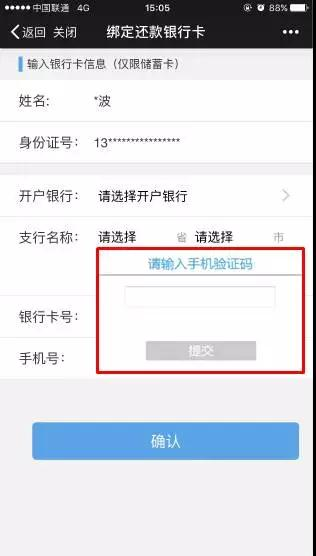 中国联通 4G 15:05 88%
返回 关闭 绑定还款银行卡
输入银行卡信息（仅限储蓄卡）
姓名： *波
身份证号： 13****************
开户银行： 请选择开户银行
支行名称： 请选择 省 请选择 市
请输入手机验证码
提交
银行卡号：
手机号：
确认